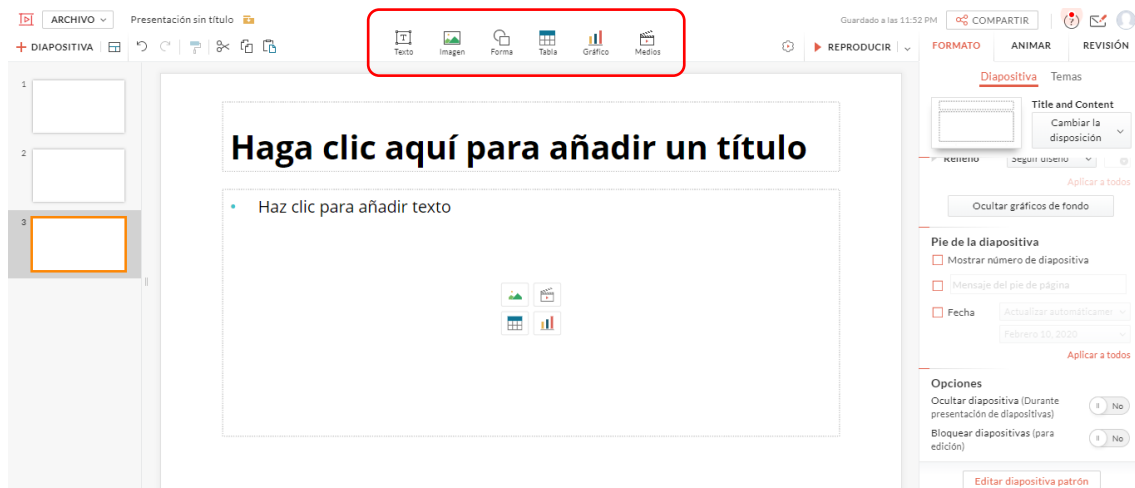 ARCHIVO
Presentación sin título
Texto
Imagen
Forma
Tabla
Gráfico
Medios
Guardado a las 11:52 PM
COMPARTIR
+ DIAPOSITIVA
REPRODUCIR
FORMATO
ANIMAR
REVISIÓN
1
2
3
Haga clic aquí para añadir un título
• Haz clic para añadir texto
Diapositiva
Temas
Title and Content
Cambiar la
disposición
Relleno
Seguir diseño
Aplicar a todos
Ocultar gráficos de fondo
Pie de la diapositiva
Mostrar número de diapositiva
Mensaje del pie de página
Fecha
Actualizar automáticamer
Febrero 10, 2020
Aplicar a todos
Opciones
Ocultar diapositiva (Durante
presentación de diapositivas)
No
Bloquear diapositivas (para
edición)
No
Editar diapositiva patrón